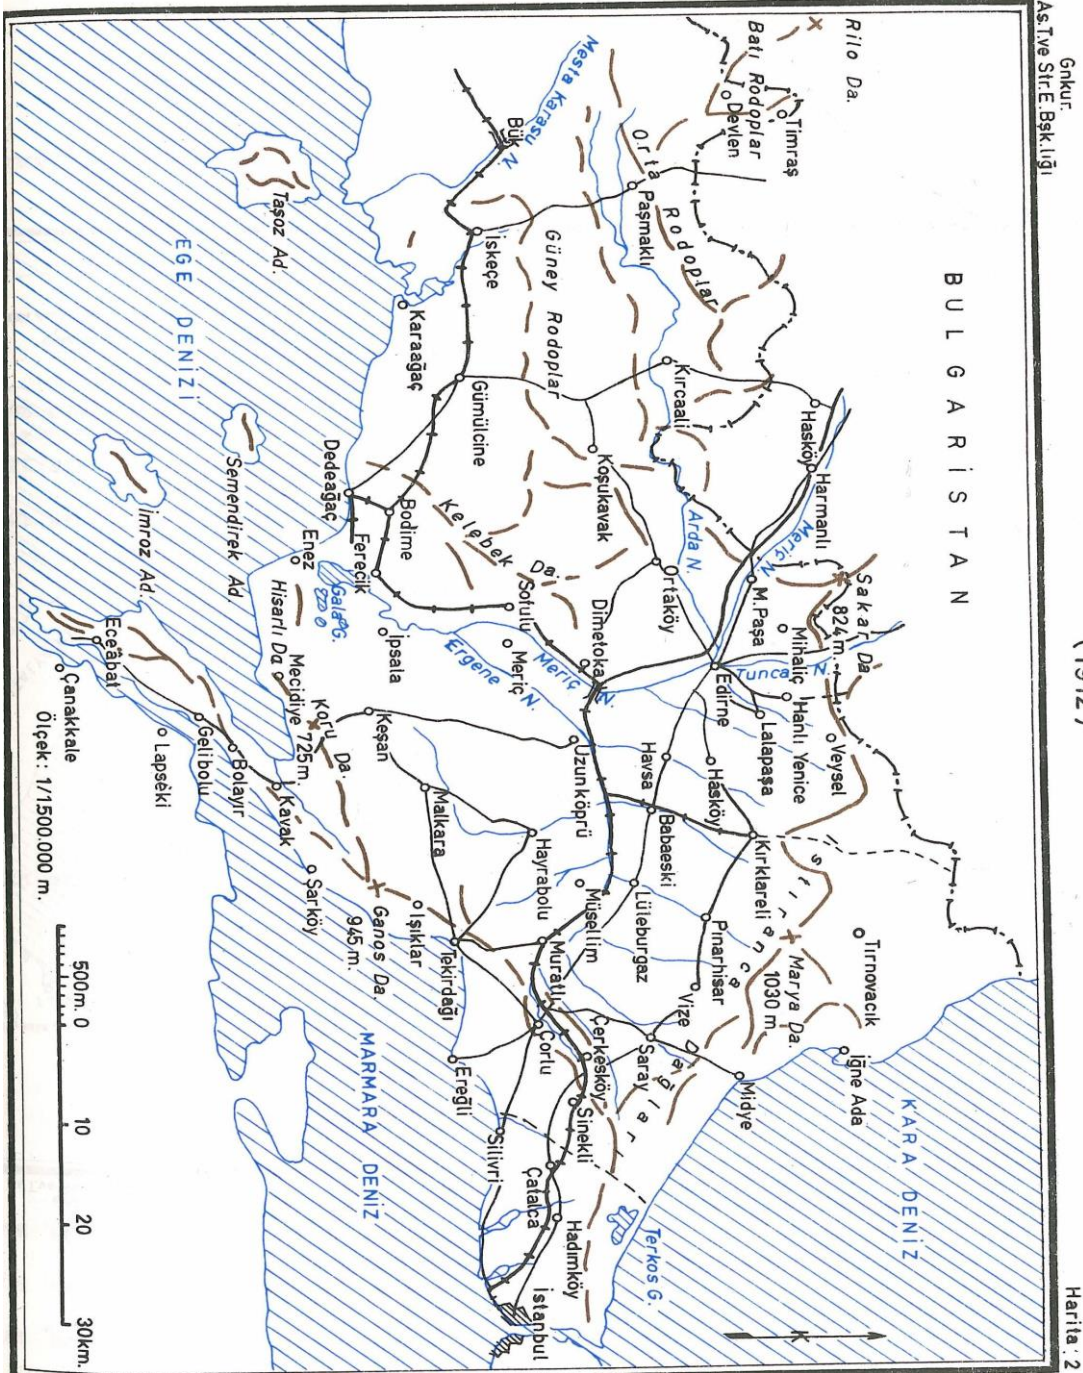 Gnkur.
As.T.ve Str.E.Bşk.lığı
Harita : 2
BULGARİSTAN
KARA DENİZ
Rilo Da.
Batı Rodoplar
Timraş
Devlen
Orta Rodoplar
Paşmaklı
Mesta Karasu N.
Bük
İskeçe
Güney Rodoplar
Kırcaali
Hasköy
Harmanlı
Koşukavak
Arda N.
Meriç N.
Sakar Da
824 m.
M.Paşa
Mihaliç
Ortaköy
Tunca N.
Edirne
Hanlı Yenice
Lalapaşa
Veysel
Hasköy
Havsa
Kırklareli
Babaeski
Pınarhisar
Lüleburgaz
Istranca Dağları
Tırnovacık
Marya Da.
1030 m.
Vize
İğne Ada
Midye
Saray
Taşoz Ad.
EGE DENİZİ
Karaağaç
Gümülcine
Dedeağaç
Bodime
Ferecik
Kelebek Da.
Sofulu
Dimetoka
Meriç
Meriç N.
Ergene N.
Enez
Gala G.
Hisarlı Da
İpsala
Semendirek Ad.
İmroz Ad.
Mecidiye
Koru Da.
725m.
Keşan
Uzunköprü
Malkara
Hayrabolu
Müsellim
Muratlı
Çerkesköy
Çorlu
Sinekli
Terkos G.
Eceabat
Çanakkale
Gelibolu
Bolayır
Lapseki
Kavak
Şarköy
Işıklar
Ganos Da.
945 m.
Tekirdağı
Ereğli
Silivri
Çatalca
Hadımköy
İstanbul
MARMARA DENİZ
K
Ölçek: 1/1500.000 m.
500m. 0 10 20 30km.